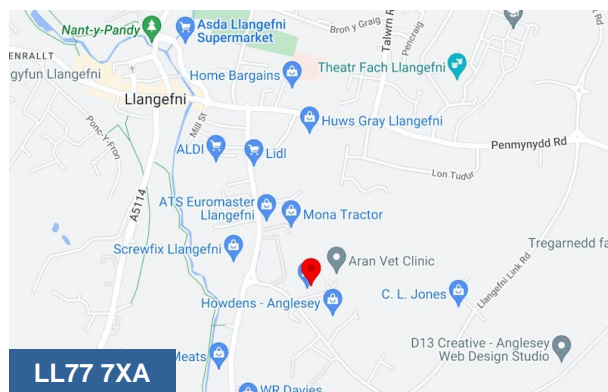 Nant-y-Pandy
Asda Llangefni
Supermarket
Bron y Graig
Talwrn Rd
Pencraig
ENRALLT
gyfun Llangefni
Home Bargains
Theatr Fach Llangefni
Llangefni
Mill St
Huws Gray Llangefni
Ponc-y-Fron
ALDI
Lidl
Penmynydd Rd
Lon Tudur
A5114
ATS Euromaster
Llangefni
Mona Tractor
Screwfix Llangefni
Tregarnedd fa
Aran Vet Clinic
Llangefni Link Rd
Howdens - Anglesey
C. L. Jones
D13 Creative - Anglesey
Web Design Studio
Meats
LL77 7XA
WR Davies